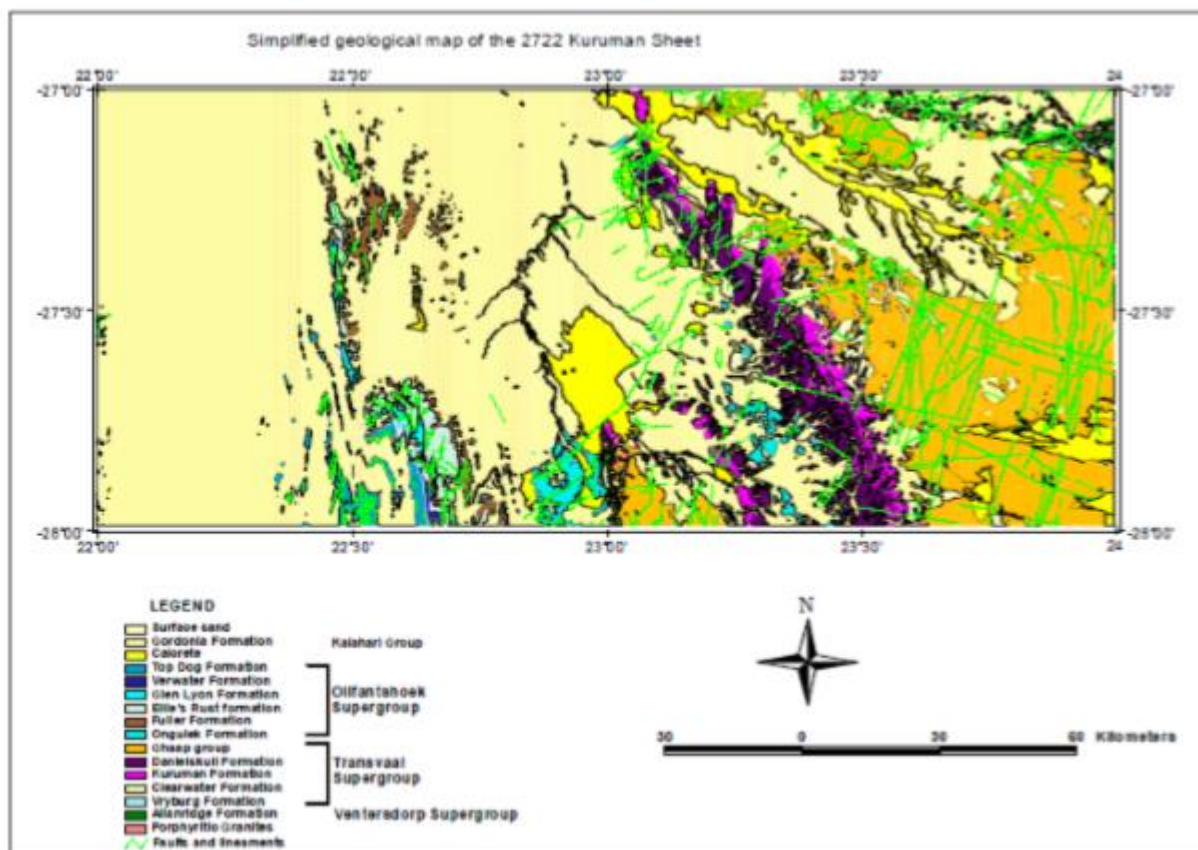 Simplified geological map of the 2722 Kuruman Sheet
22°00' 22°30' 23°00' 23°30' 24
-27°00' -27°00'
-27°30' -27°30'
-28°00' -28°00'
22°00' 22°30' 23°00' 23°30' 24
LEGEND
Surface sand
Gordonia Formation
Calcrete
Kalahari Group
Top Dog Formation
Verwater Formation
Glen Lyon Formation
Ellie's Rust formation
Fuller Formation
Ongulek Formation
Olifantshoek
Supergroup
Ghaap group
Danielskuil Formation
Kuruman Formation
Clearwater Formation
Vryburg Formation
Transvaal
Supergroup
Allanridge Formation
Ventersdorp Supergroup
Porphyritic Granites
Faults and lineaments
N
30 0 30 60 Kilometers